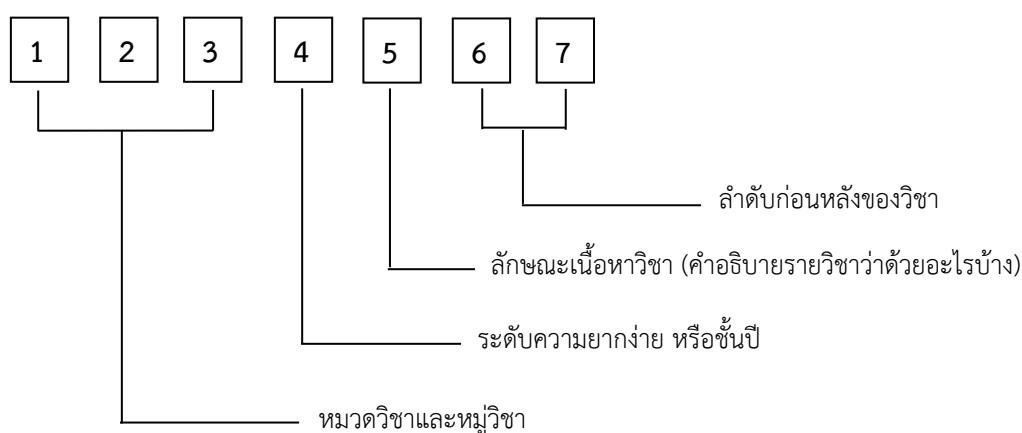 1 2 3 4 5 6 7
ลำดับก่อนหลังของวิชา
ลักษณะเนื้อหาวิชา (คำอธิบายรายวิชาว่าด้วยอะไรบ้าง)
ระดับความยากง่าย หรือชั้นปี
หมวดวิชาและหมู่วิชา